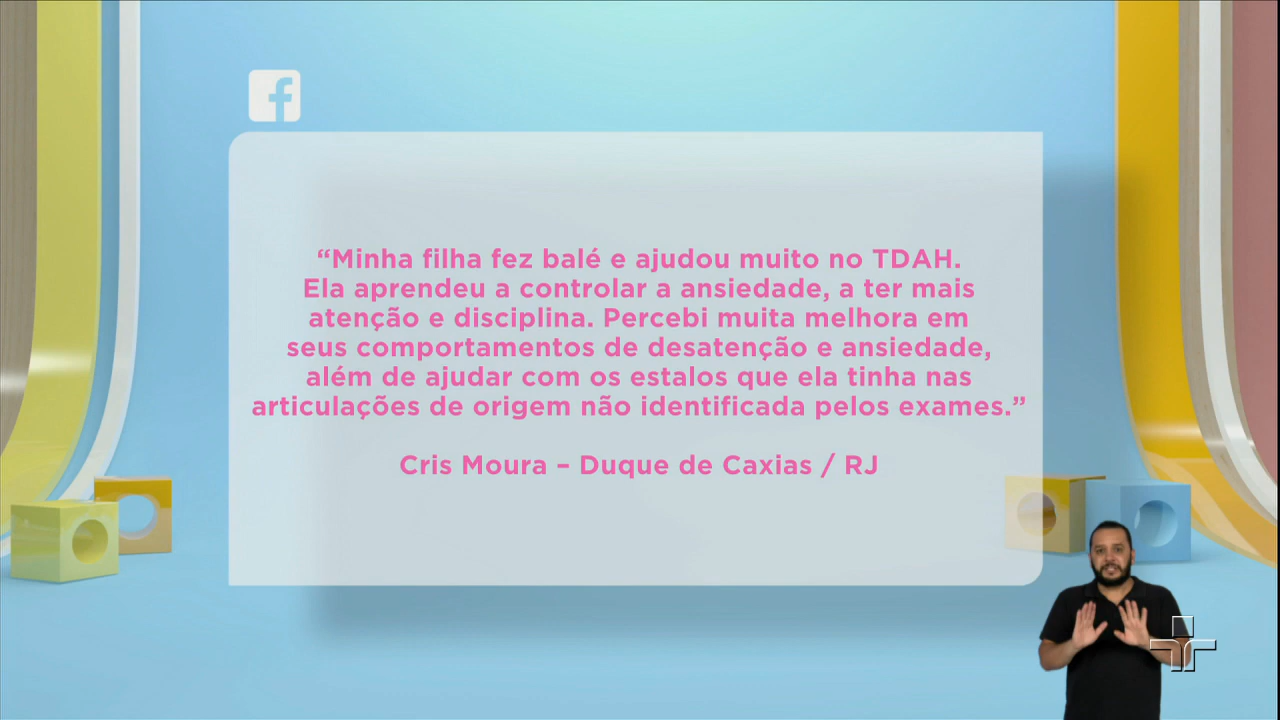 “Minha filha fez balé e ajudou muito no TDAH.
Ela aprendeu a controlar a ansiedade, a ter mais
atenção e disciplina. Percebi muita melhora em
seus comportamentos de desatenção e ansiedade,
além de ajudar com os estalos que ela tinha nas
articulações de origem não identificada pelos exames.”
Cris Moura – Duque de Caxias / RJ